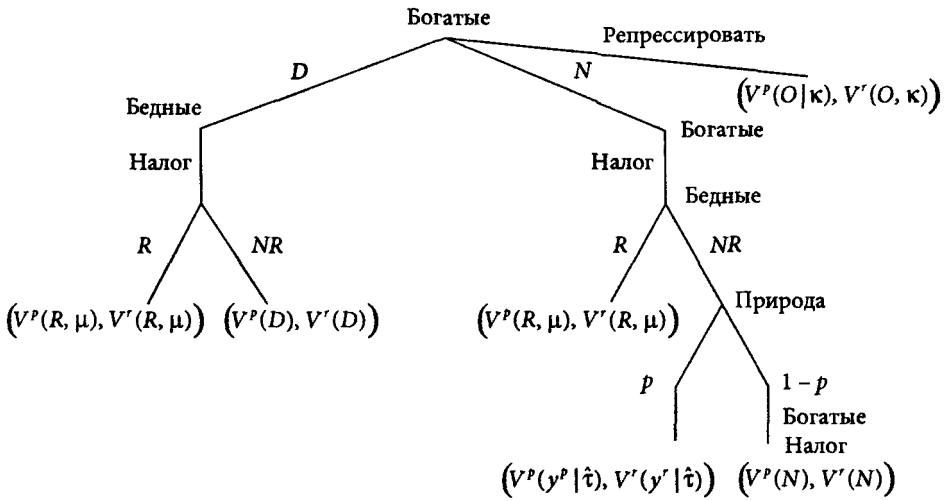 Богатые
Репрессировать
D
N
(V^p(O|κ), V^r(O, κ))
Бедные
Богатые
Налог
Налог
Бедные
R
NR
R
NR
Природа
(V^p(R, μ), V^r(R, μ)) (V^p(D), V^r(D))
(V^p(R, μ), V^r(R, μ))
p
1 – p
Богатые
Налог
(V^p(y^p | τ̂), V^r(y^r | τ̂)) (V^p(N), V^r(N))